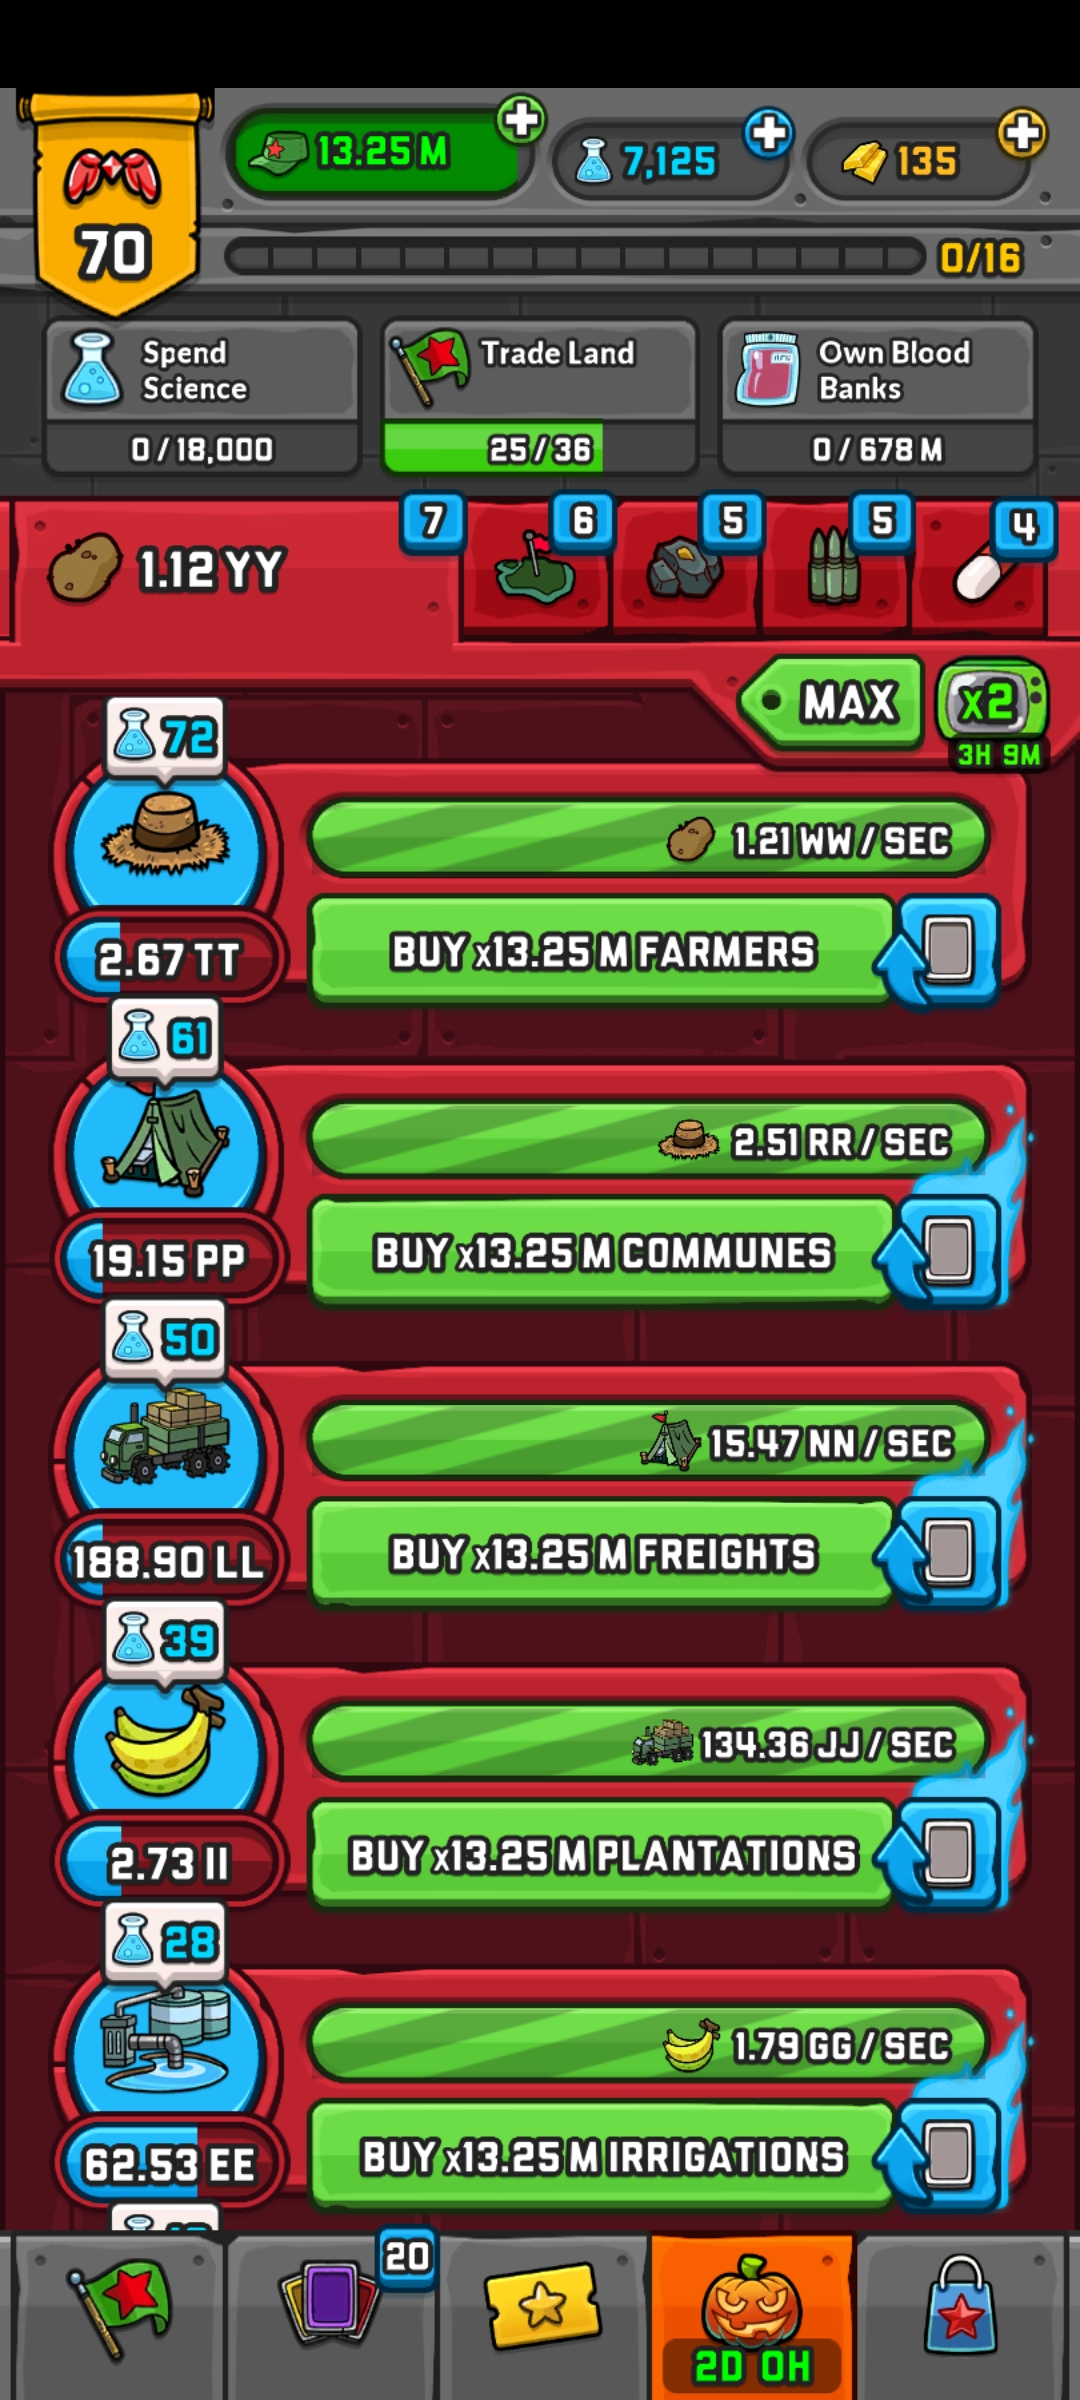 70
13.25 M
7,125
135
0/16
Spend
Science
0 / 18,000
Trade Land
25 / 36
Own Blood
Banks
0 / 678 M
1.12 YY
7
6
5
5
4
MAX
x2
3H 9M
72
1.21 WW / SEC
2.67 TT
BUY x13.25 M FARMERS
61
2.51 RR / SEC
19.15 PP
BUY x13.25 M COMMUNES
50
15.47 NN / SEC
188.90 LL
BUY x13.25 M FREIGHTS
39
134.36 JJ / SEC
2.73 II
BUY x13.25 M PLANTATIONS
28
1.79 GG / SEC
62.53 EE
BUY x13.25 M IRRIGATIONS
20
2D 0H